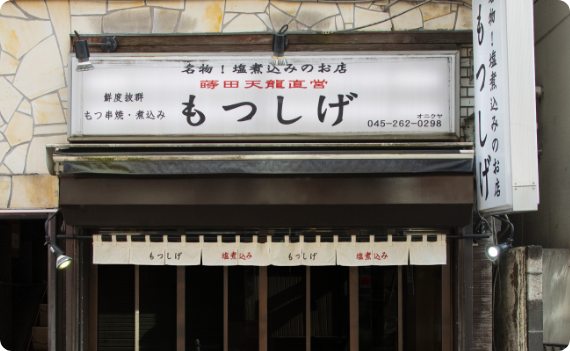 名物!塩煮込みのお店
蒔田天龍直営
鮮度抜群
もつ串焼・煮込み
もつしげ
オニクヤ
045-262-0298
名物!塩煮込みのお店
もつしげ
もつしげ
塩煮込み
もつしげ
塩煮込み